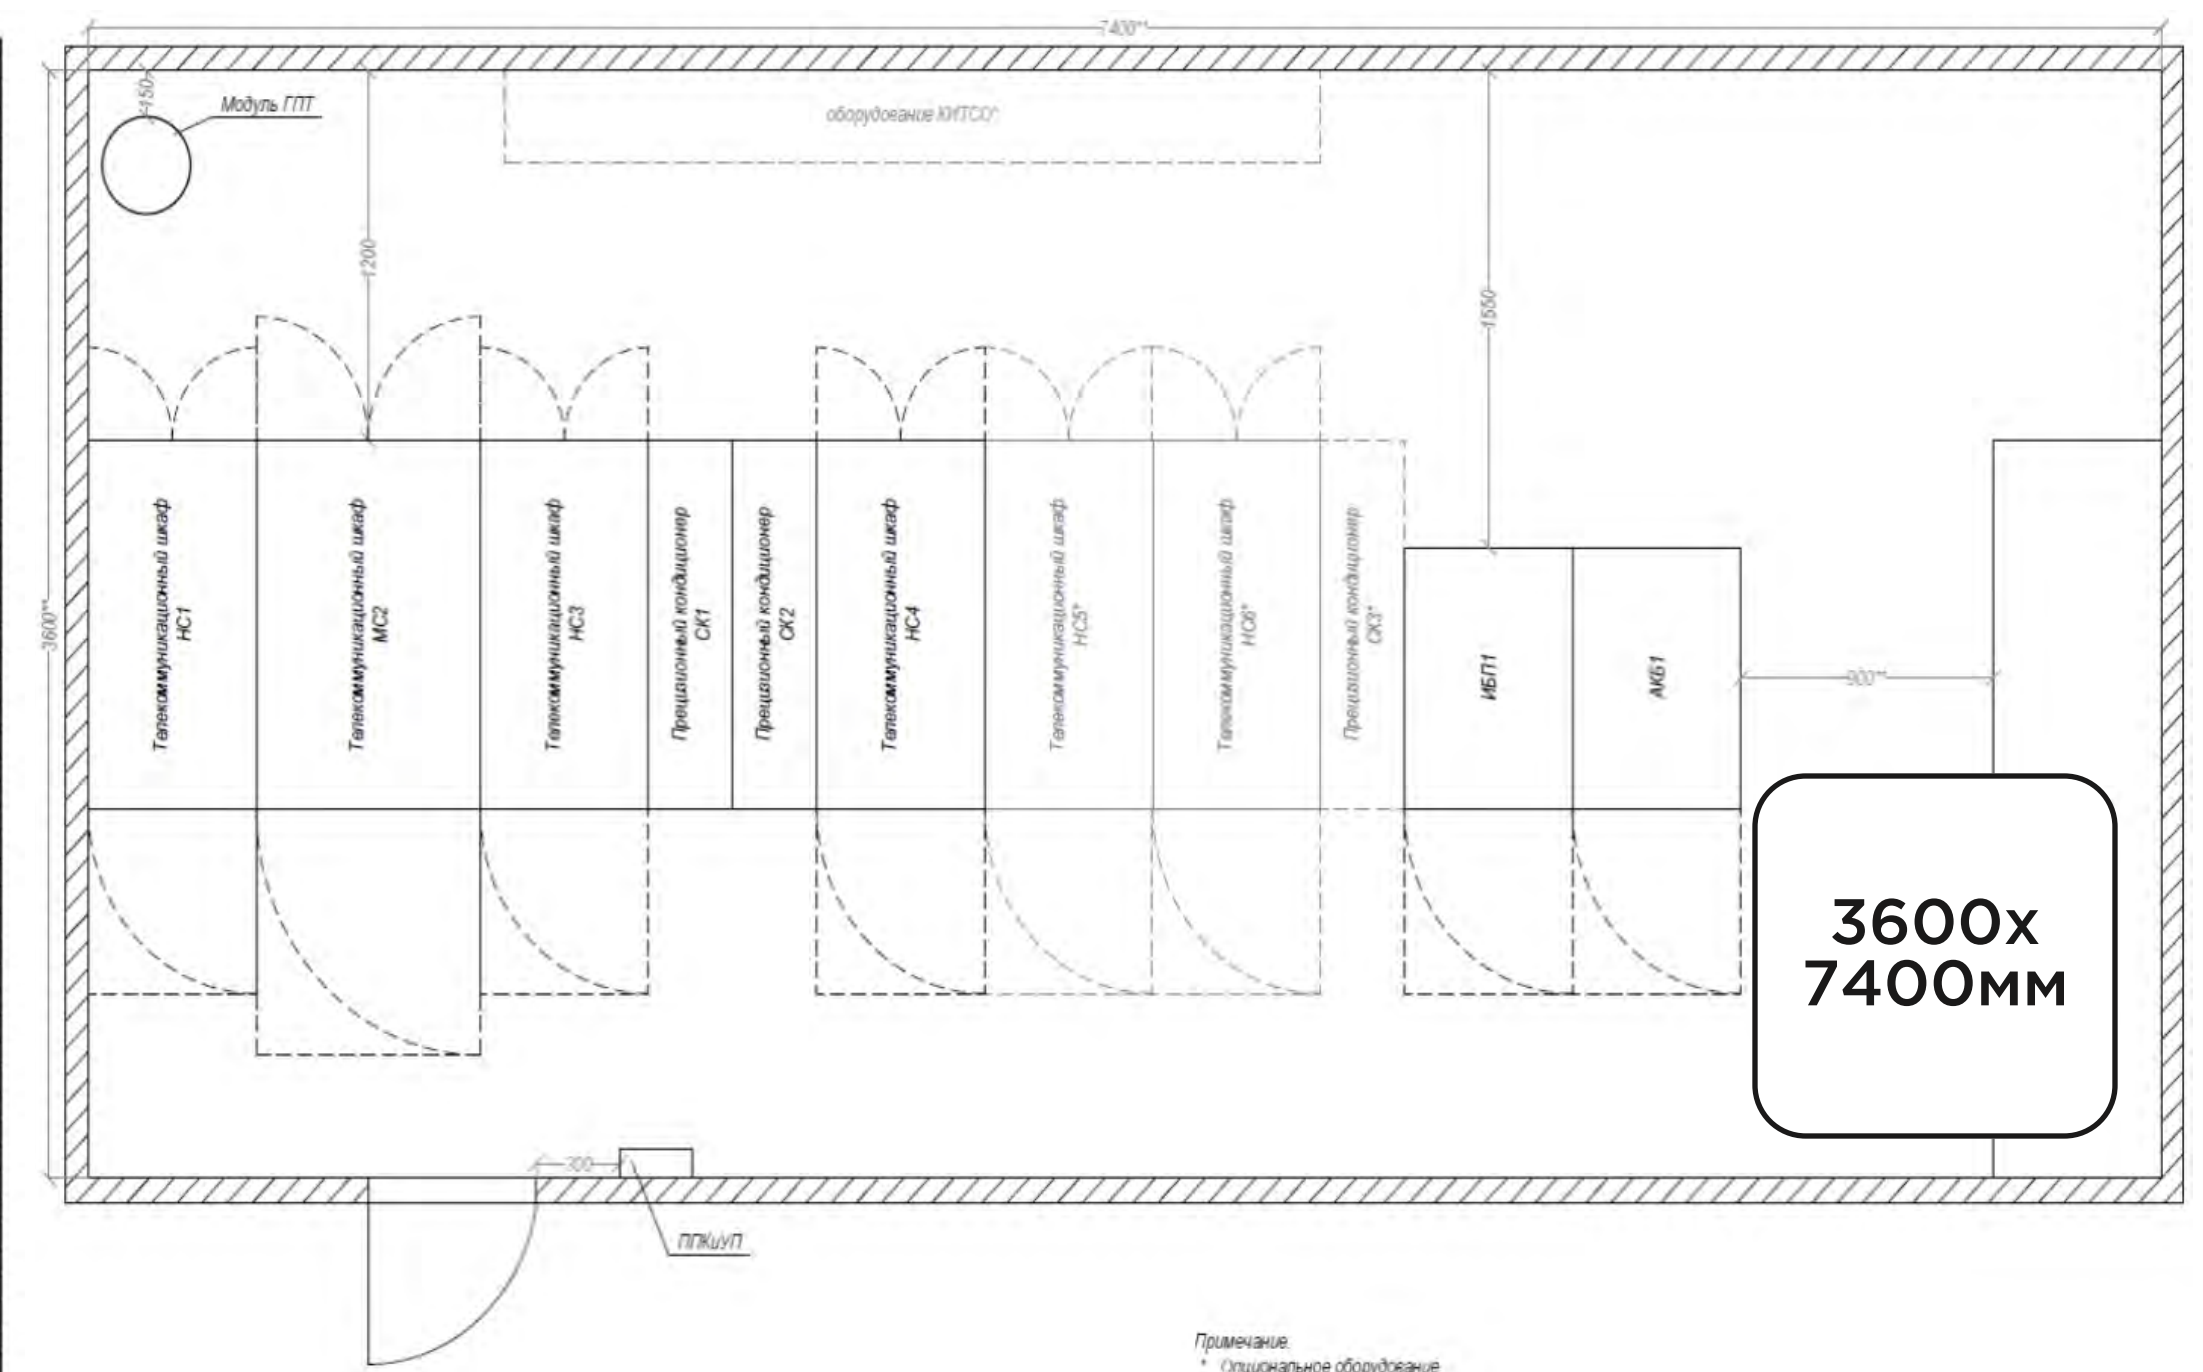 7400**
150
Модуль ГПТ
оборудование КИТСО*
1200
1550
3600**
Телекоммуникационный шкаф
НС1
Телекоммуникационный шкаф
МС2
Телекоммуникационный шкаф
НС3
Прецизионный кондиционер
СК1
Прецизионный кондиционер
СК2
Телекоммуникационный шкаф
НС4
Телекоммуникационный шкаф
НС5*
Телекоммуникационный шкаф
НС6*
Прецизионный кондиционер
СК3*
ИБП1
АКБ1
900**
3600х
7400мм
300
ППКиУП
Примечание.
* Опциональное оборудование